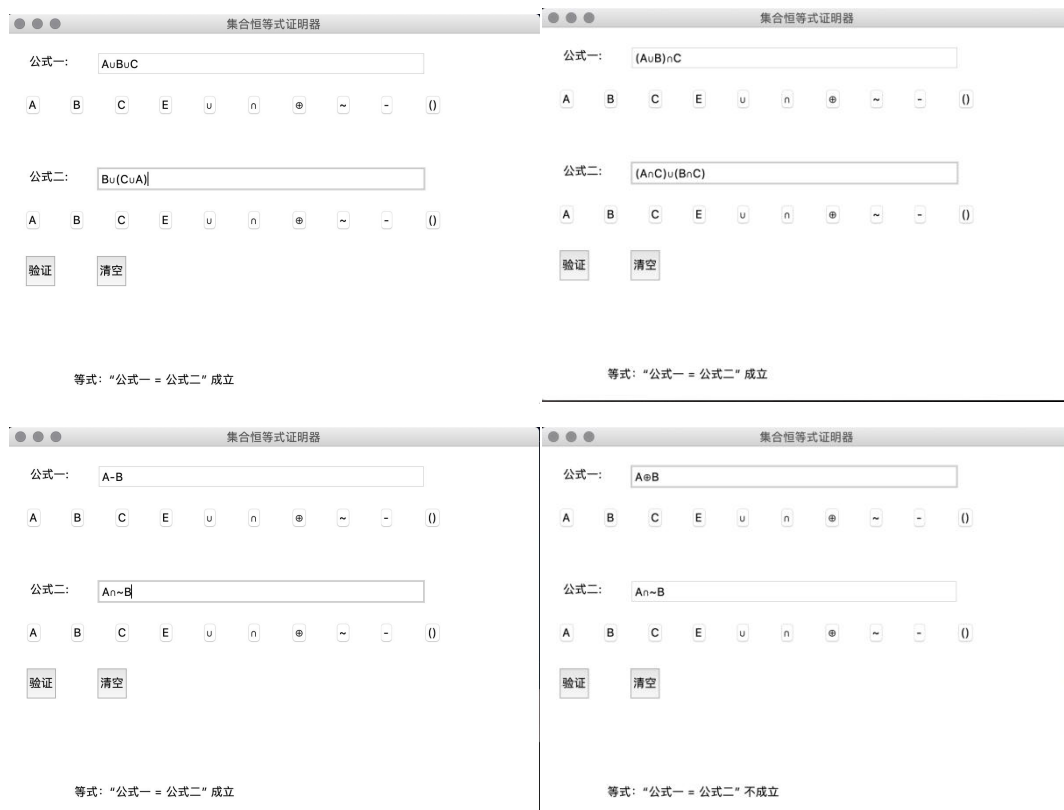 集合恒等式证明器
公式一: A∪B∪C
A B C E ∪ ∩ ⊕ ~ - ()
公式二: B∪(C∪A)
A B C E ∪ ∩ ⊕ ~ - ()
验证 清空
等式：“公式一 = 公式二” 成立
集合恒等式证明器
公式一: (A∪B)∩C
A B C E ∪ ∩ ⊕ ~ - ()
公式二: (A∩C)∪(B∩C)
A B C E ∪ ∩ ⊕ ~ - ()
验证 清空
等式：“公式一 = 公式二” 成立
集合恒等式证明器
公式一: A-B
A B C E ∪ ∩ ⊕ ~ - ()
公式二: A∩~B
A B C E ∪ ∩ ⊕ ~ - ()
验证 清空
等式：“公式一 = 公式二” 成立
集合恒等式证明器
公式一: A⊕B
A B C E ∪ ∩ ⊕ ~ - ()
公式二: A∩~B
A B C E ∪ ∩ ⊕ ~ - ()
验证 清空
等式：“公式一 = 公式二” 不成立